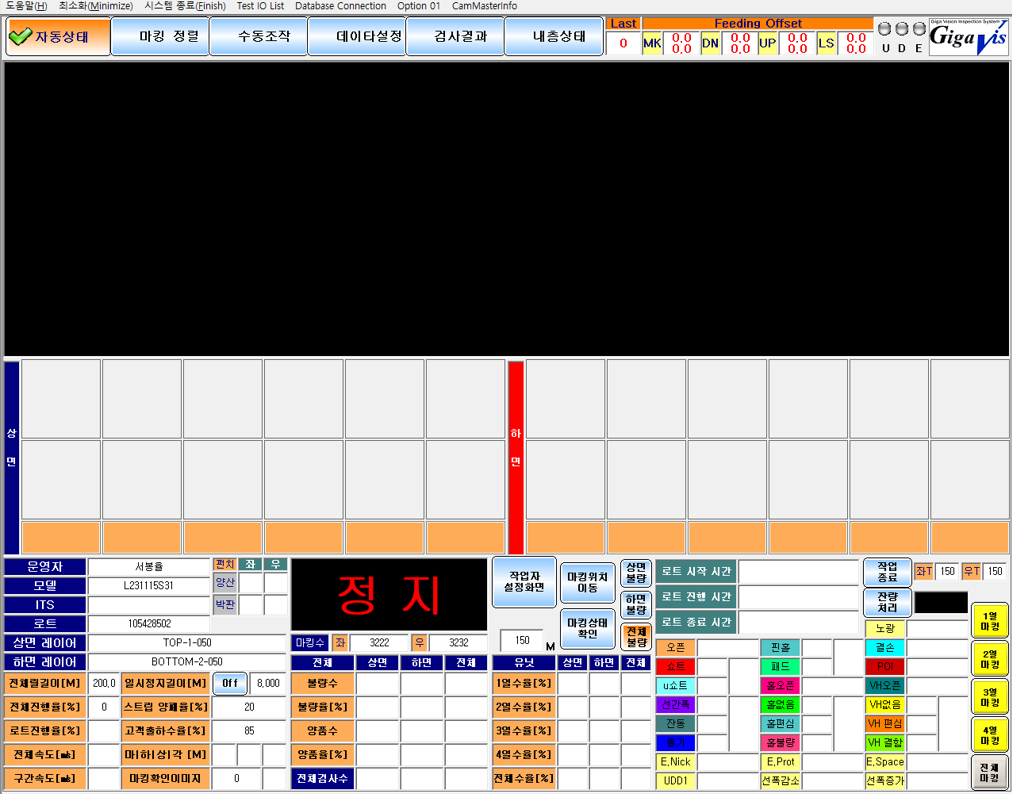 도움말(H) 최소화(Minimize) 시스템 종료(Finish) Test IO List Database Connection Option 01 CamMasterInfo
자동상태 마킹 정렬 수동조작 데이타설정 검사결과 내층상태
Last Feeding Offset
0 MK 0.0 0.0 DN 0.0 0.0 UP 0.0 0.0 LS 0.0 0.0
U D E
Giga Vision Inspection System
GigaVis
상면
하면
운영자 서봉율
모델 L231115S31
ITS
로트 105428502
상면 레이어 TOP-1-050
하면 레이어 BOTTOM-2-050
펀치 좌 우
양산
박판
전체릴길이[M] 200,0 일시정지길이[M] Off 8,000
전체진행율[%] 0 스트립 양폐율[%] 20
로트진행율[%] 고객출하수율[%] 85
전체속도[㎧] 마(하)상)각 [M]
구간속도[㎧] 마킹확인이미지 0
정지
마킹수 좌 3222 우 3232
전체 상면 하면 전체
불량수
불량율[%]
양품수
양품율[%]
전체검사수
작업자 설정화면
마킹위치 이동
마킹상태 확인
150 M
상면 불량
하면 불량
전체 불량
유닛 상면 하면 전체
1열수율[%]
2열수율[%]
3열수율[%]
4열수율[%]
전체수율[%]
로트 시작 시간
로트 진행 시간
로트 종료 시간
작업 종료
좌T 150 우T 150
잔량 처리
노광
오픈 핀홀 결손
쇼트 패드 POI
u쇼트 홀오픈 VH오픈
선간폭 홀없음 VH없음
잔동 홀편심 VH 편심
돌기 홀불량 VH 결함
E,Nick E,Prot E,Space
UDD1 선폭감소 선폭증가
1열 마킹
2열 마킹
3열 마킹
4열 마킹
전체 마킹